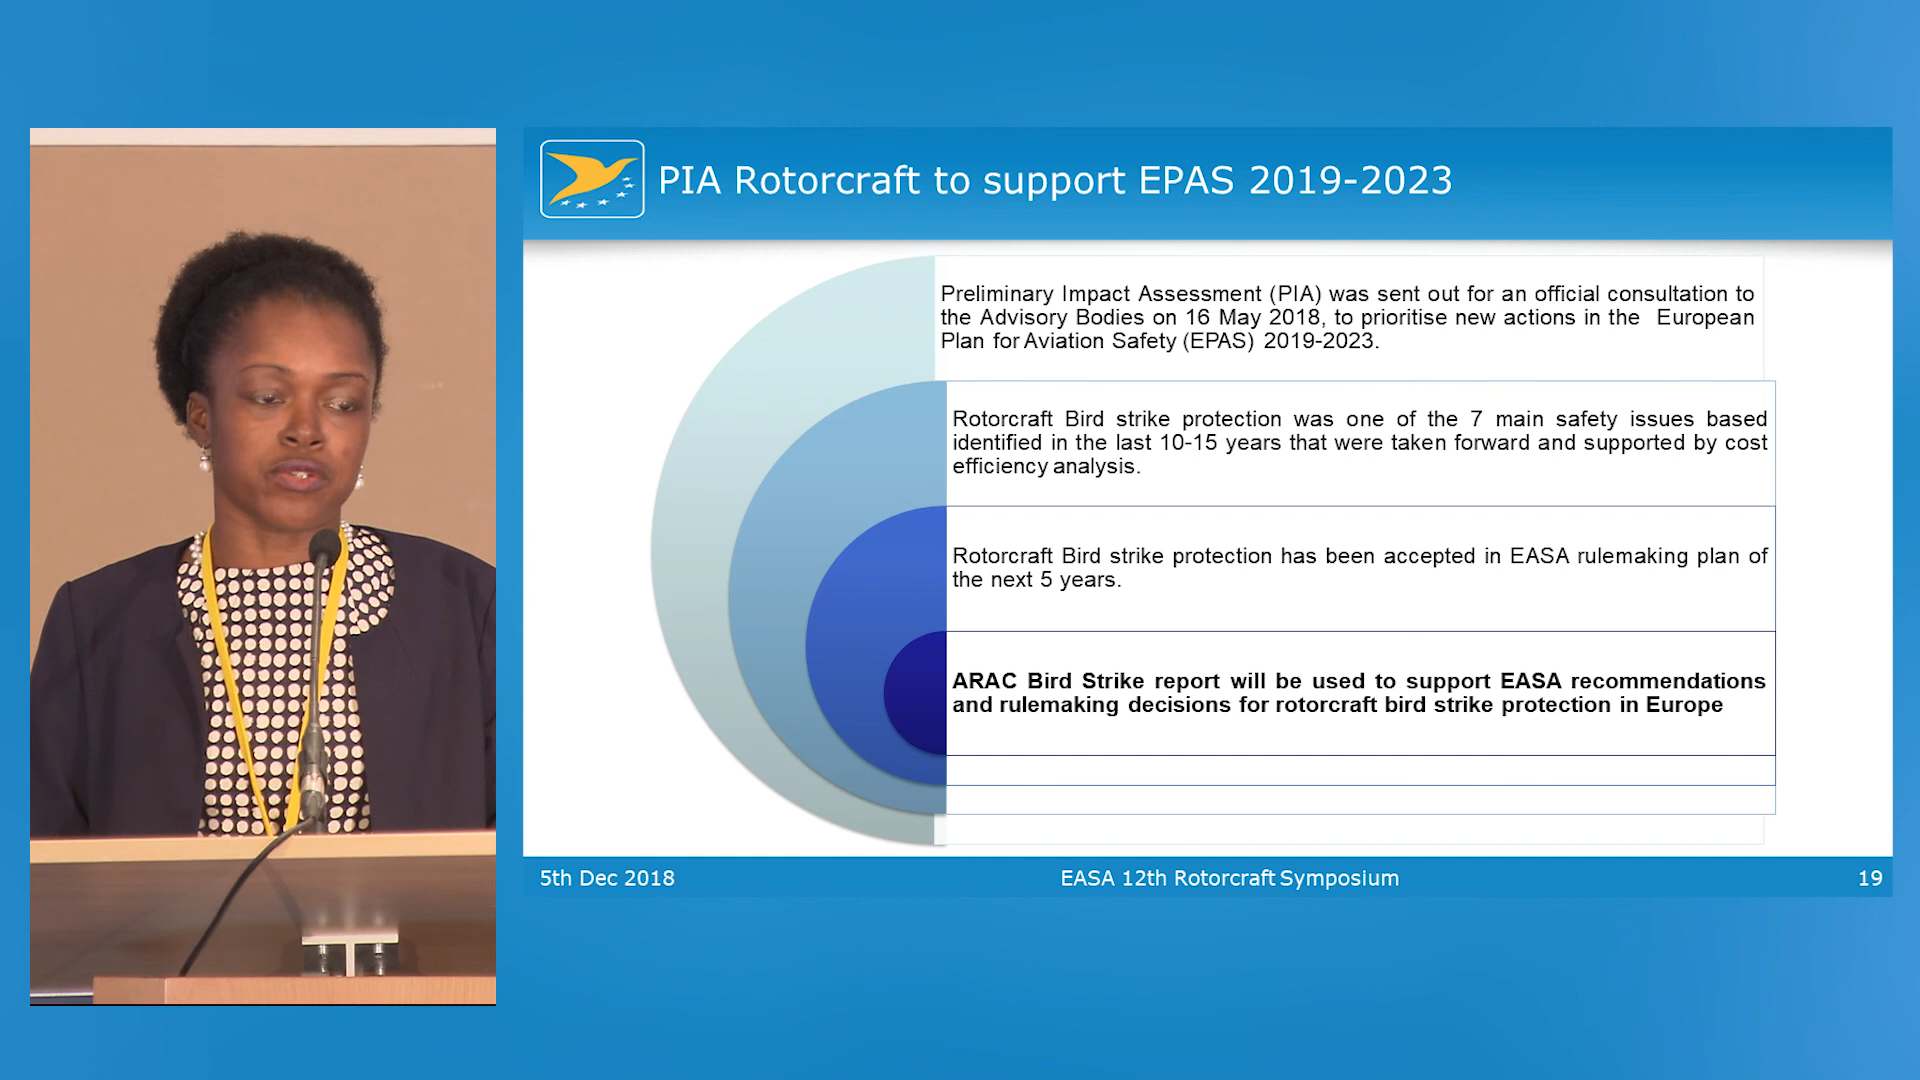 PIA Rotorcraft to support EPAS 2019-2023
Preliminary Impact Assessment (PIA) was sent out for an official consultation to
the Advisory Bodies on 16 May 2018, to prioritise new actions in the European
Plan for Aviation Safety (EPAS) 2019-2023.
Rotorcraft Bird strike protection was one of the 7 main safety issues based
identified in the last 10-15 years that were taken forward and supported by cost
efficiency analysis.
Rotorcraft Bird strike protection has been accepted in EASA rulemaking plan of
the next 5 years.
ARAC Bird Strike report will be used to support EASA recommendations
and rulemaking decisions for rotorcraft bird strike protection in Europe
5th Dec 2018
EASA 12th Rotorcraft Symposium
19